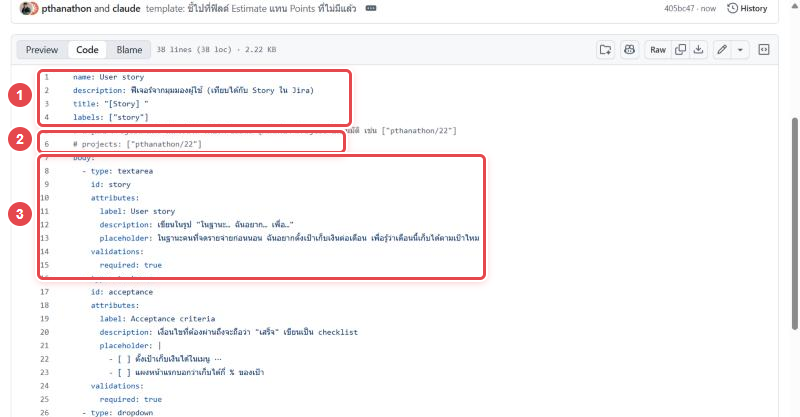 pthanathon and claude template: ชี้ไปที่ฟิลด์ Estimate แทน Points ที่ไม่มีแล้ว ... 405bc47 · now History
Preview Code Blame 38 lines (38 loc) · 2.22 KB Raw
1
1 name: User story
2 description: ฟีเจอร์จากมุมมองผู้ใช้ (เทียบได้กับ Story ใน Jira)
3 title: "[Story] "
4 labels: ["story"]
เช่น ["pthanathon/22"]
2
6 # projects: ["pthanathon/22"]
7 body:
8 - type: textarea
9 id: story
10 attributes:
3
11 label: User story
12 description: เขียนในรูป "ในฐานะ… ฉันอยาก… เพื่อ…"
13 placeholder: ในฐานะคนที่จดรายจ่ายก่อนนอน ฉันอยากตั้งเป้าเก็บเงินต่อเดือน เพื่อรู้ว่าเดือนนี้เก็บได้ตามเป้าไหม
14 validations:
15 required: true
17 id: acceptance
18 attributes:
19 label: Acceptance criteria
20 description: เงื่อนไขที่ต้องผ่านถึงจะถือว่า "เสร็จ" เขียนเป็น checklist
21 placeholder: |
22 - [ ] ตั้งเป้าเก็บเงินได้ในเมนู ⋯
23 - [ ] แผงหน้าแรกบอกว่าเก็บได้กี่ % ของเป้า
24 validations:
25 required: true
26 - type: dropdown